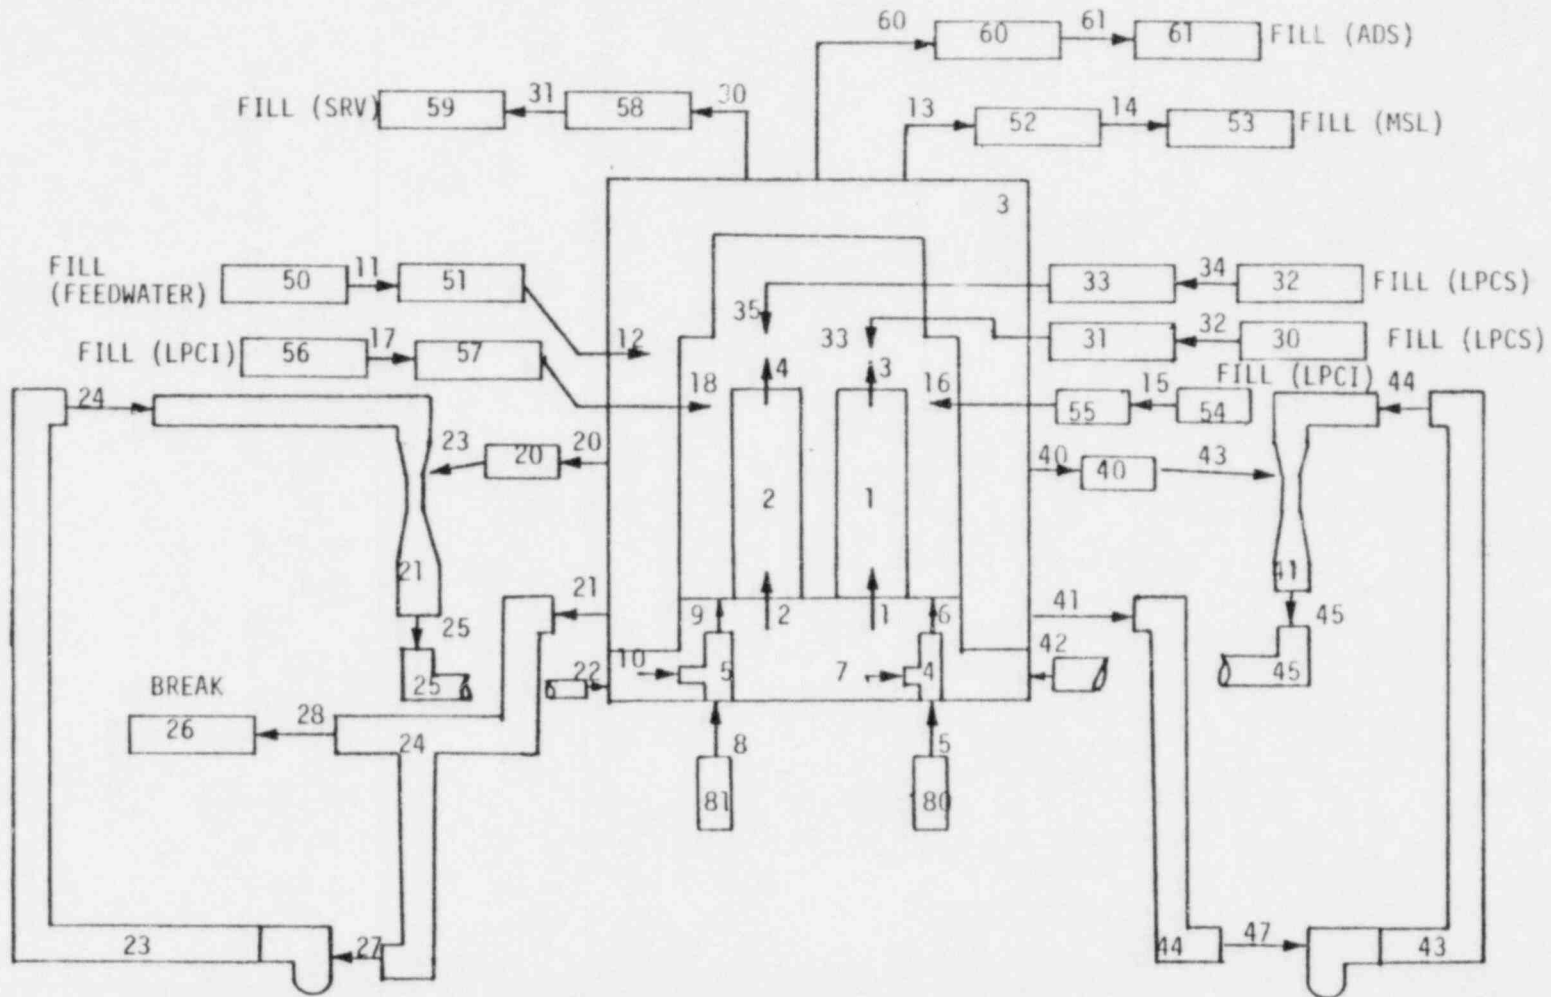 60 60 61 61 FILL (ADS)
FILL (SRV) 59 31 58 30
13 52 14 53 FILL (MSL)
3
FILL
(FEEDWATER) 50 11 51 12
35 33 34 32 FILL (LPCS)
FILL (LPCI) 56 17 57 18
33 31 32 30 FILL (LPCS)
4 3 16 55 15 54 FILL (LPCI) 44
24 23 20 20
2 1
40 40 43
21 41
25 21 9 2 1 6 41 45
25 22 10 5 7 4 42 45
BREAK
26 28 24
8 5
81 80
23 27 44 47 43